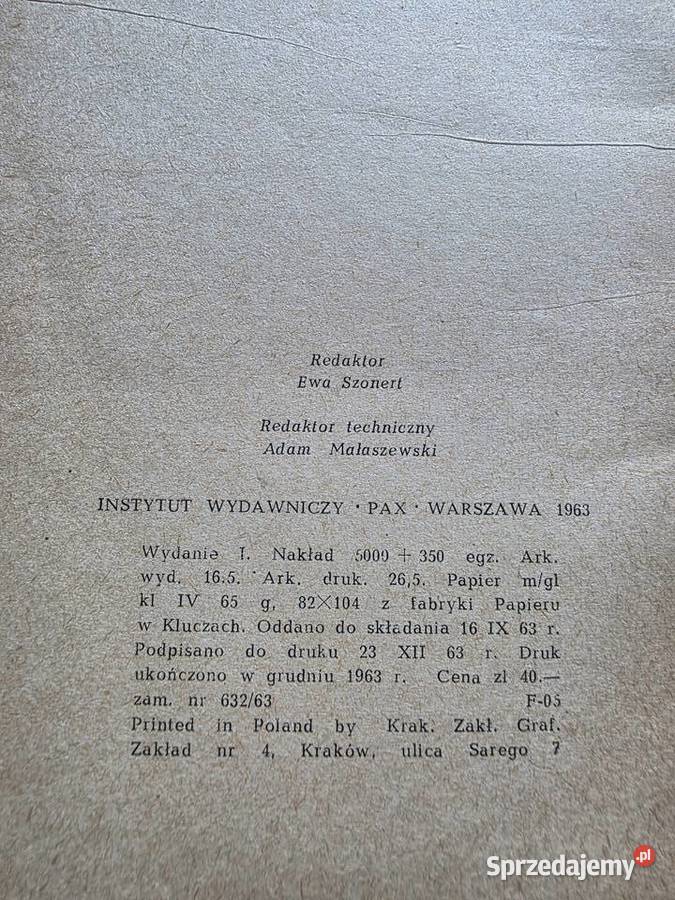 Redaktor
Ewa Szonert
Redaktor techniczny
Adam Małaszewski
INSTYTUT WYDAWNICZY · PAX · WARSZAWA 1963
Wydanie I. Nakład 5000 + 350 egz. Ark.
wyd. 16.5. Ark. druk. 26,5. Papier m/gl
kl IV 65 g, 82×104 z fabryki Papieru
w Kluczach. Oddano do składania 16 IX 63 r.
Podpisano do druku 23 XII 63 r. Druk
ukończono w grudniu 1963 r. Cena zł 40.—
zam. nr 632/63 F-05
Printed in Poland by Krak. Zakł. Graf.
Zakład nr 4, Kraków, ulica Sarego 7
Sprzedajemy.pl